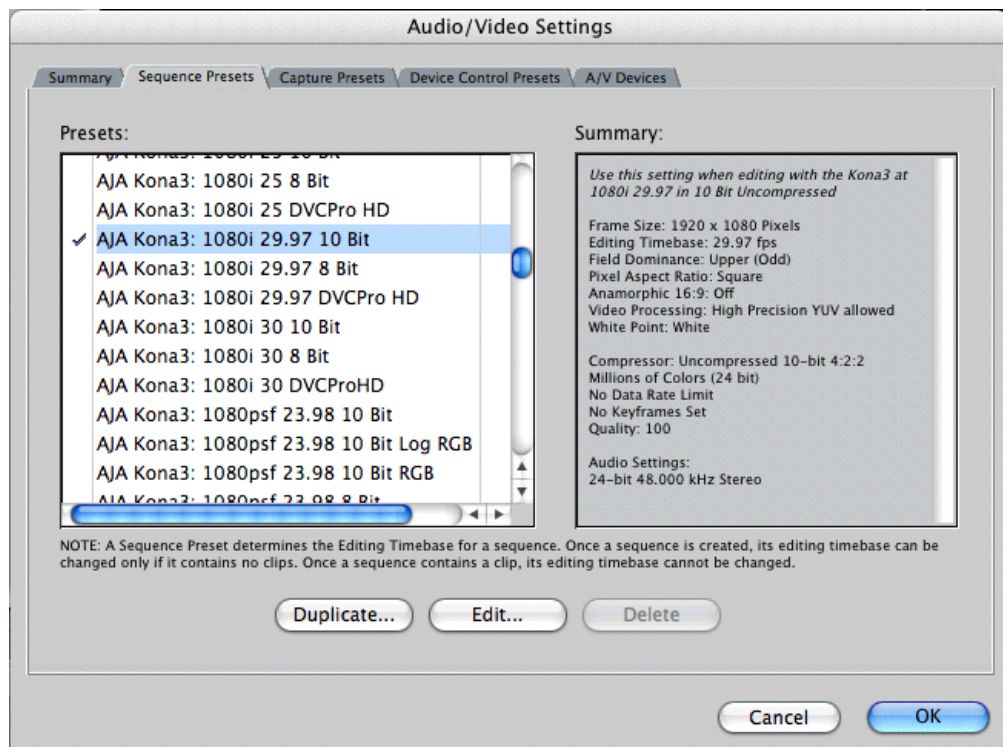 Audio/Video Settings
Summary
Sequence Presets
Capture Presets
Device Control Presets
A/V Devices
Presets:
AJA Kona3: 1080i 25 8 Bit
AJA Kona3: 1080i 25 DVCPro HD
AJA Kona3: 1080i 29.97 10 Bit
AJA Kona3: 1080i 29.97 8 Bit
AJA Kona3: 1080i 29.97 DVCPro HD
AJA Kona3: 1080i 30 10 Bit
AJA Kona3: 1080i 30 8 Bit
AJA Kona3: 1080i 30 DVCProHD
AJA Kona3: 1080psf 23.98 10 Bit
AJA Kona3: 1080psf 23.98 10 Bit Log RGB
AJA Kona3: 1080psf 23.98 10 Bit RGB
AJA Kona3: 1080psf 23.98 8 Bit
Summary:
Use this setting when editing with the Kona3 at
1080i 29.97 in 10 Bit Uncompressed
Frame Size: 1920 x 1080 Pixels
Editing Timebase: 29.97 fps
Field Dominance: Upper (Odd)
Pixel Aspect Ratio: Square
Anamorphic 16:9: Off
Video Processing: High Precision YUV allowed
White Point: White
Compressor: Uncompressed 10-bit 4:2:2
Millions of Colors (24 bit)
No Data Rate Limit
No Keyframes Set
Quality: 100
Audio Settings:
24-bit 48.000 kHz Stereo
NOTE: A Sequence Preset determines the Editing Timebase for a sequence. Once a sequence is created, its editing timebase can be
changed only if it contains no clips. Once a sequence contains a clip, its editing timebase cannot be changed.
Duplicate...
Edit...
Delete
Cancel
OK